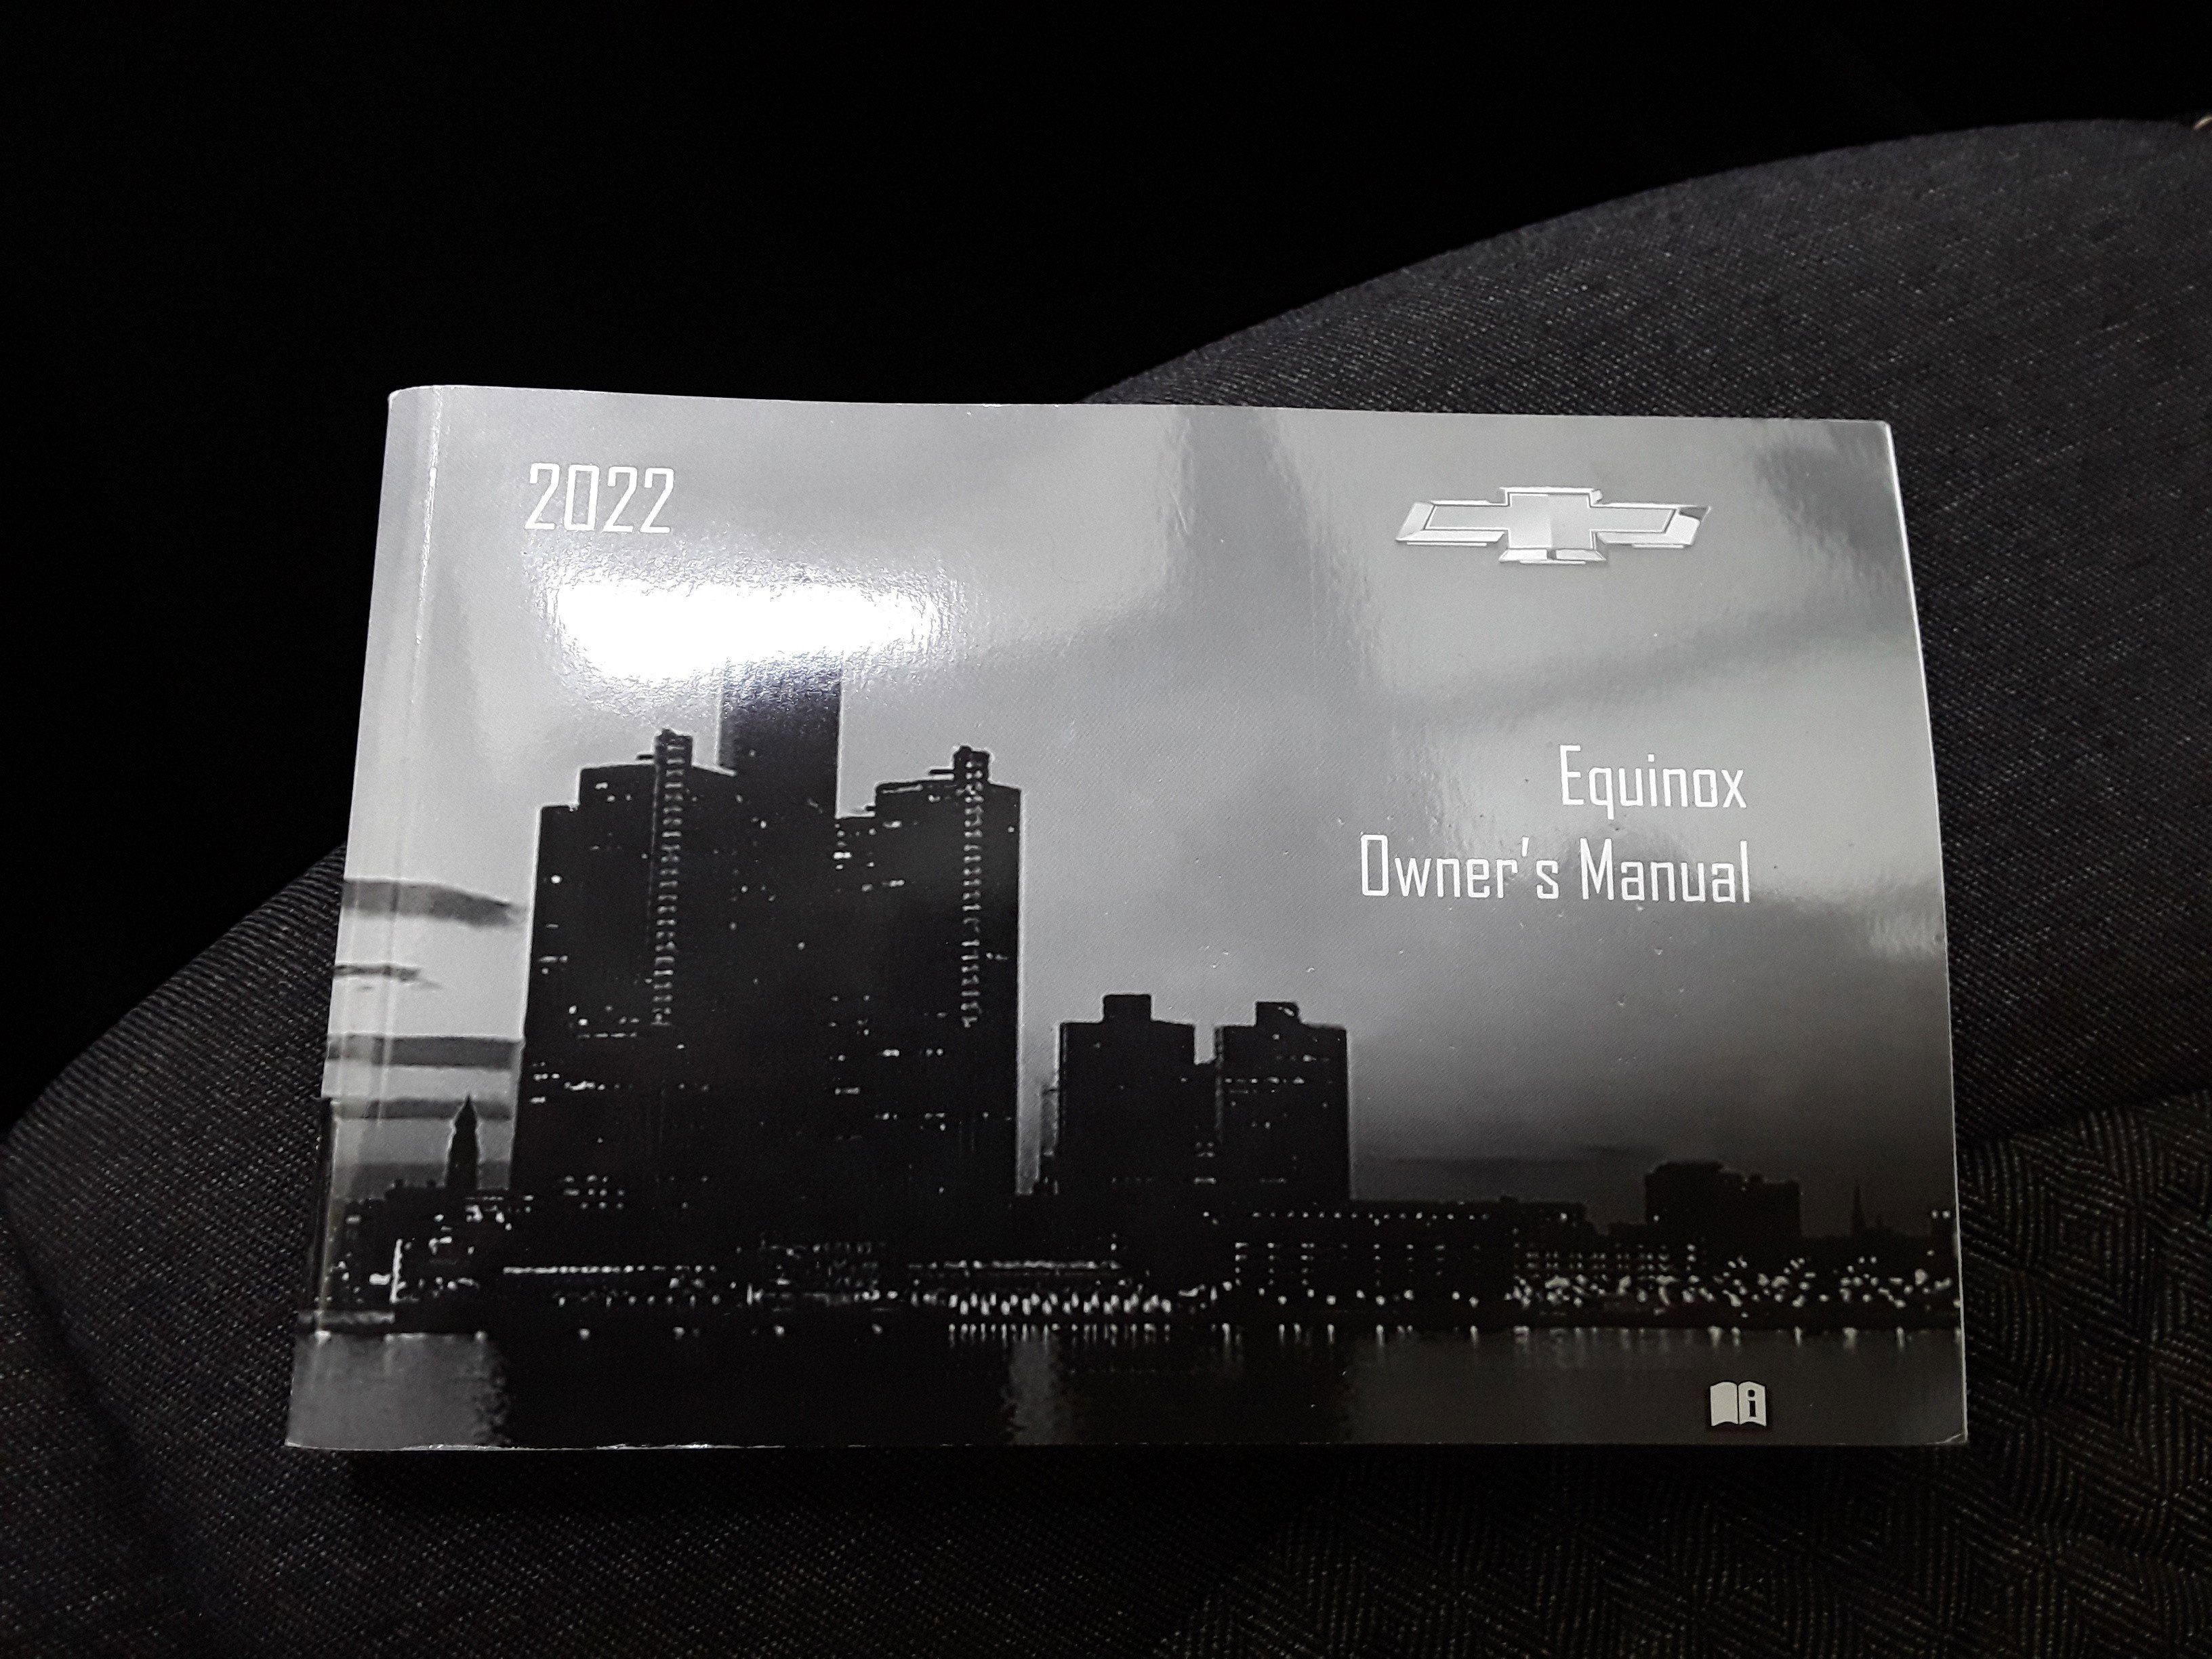 2022
Equinox
Owner's Manual
i